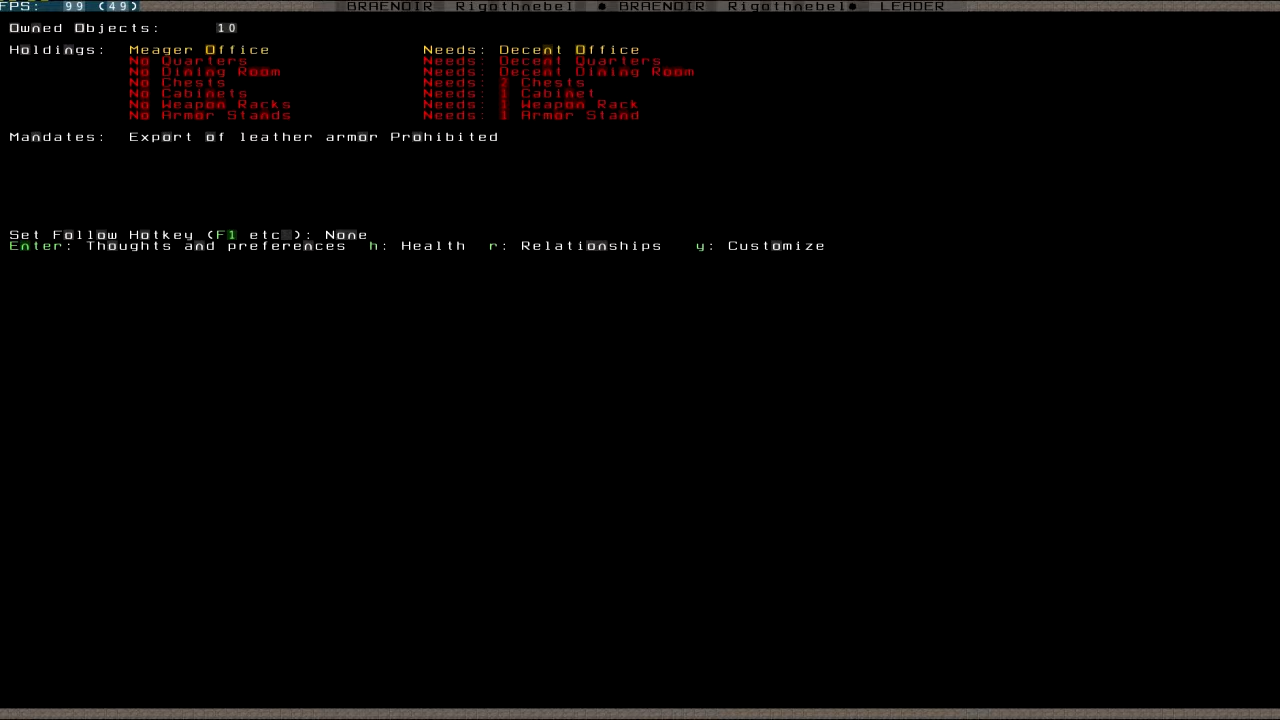 FPS: 99 (49) BRAENOIR Rigothnebel ● BRAENOIR Rigothnebel● LEADER
Owned Objects: 10
Holdings: Meager Office Needs: Decent Office
No Quarters Needs: Decent Quarters
No Dining Room Needs: Decent Dining Room
No Chests Needs: 2 Chests
No Cabinets Needs: 1 Cabinet
No Weapon Racks Needs: 1 Weapon Rack
No Armor Stands Needs: 1 Armor Stand
Mandates: Export of leather armor Prohibited
Set Follow Hotkey (F1 etc.): None
Enter: Thoughts and preferences h: Health r: Relationships y: Customize